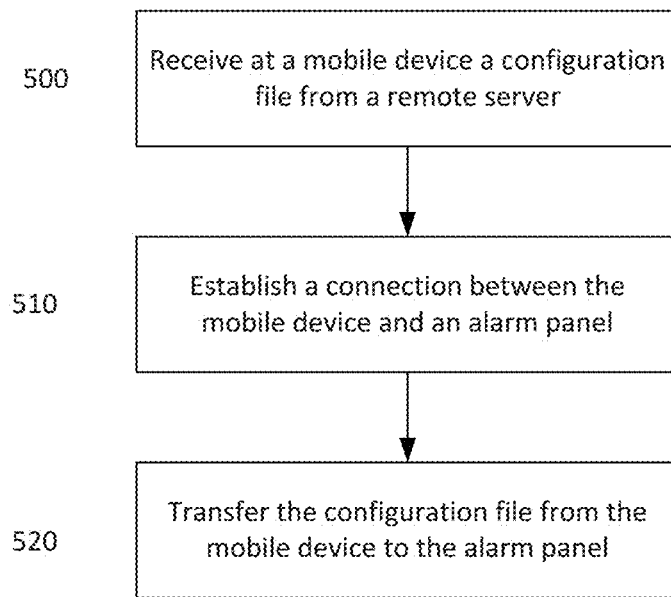 500
Receive at a mobile device a configuration
file from a remote server
510
Establish a connection between the
mobile device and an alarm panel
520
Transfer the configuration file from the
mobile device to the alarm panel